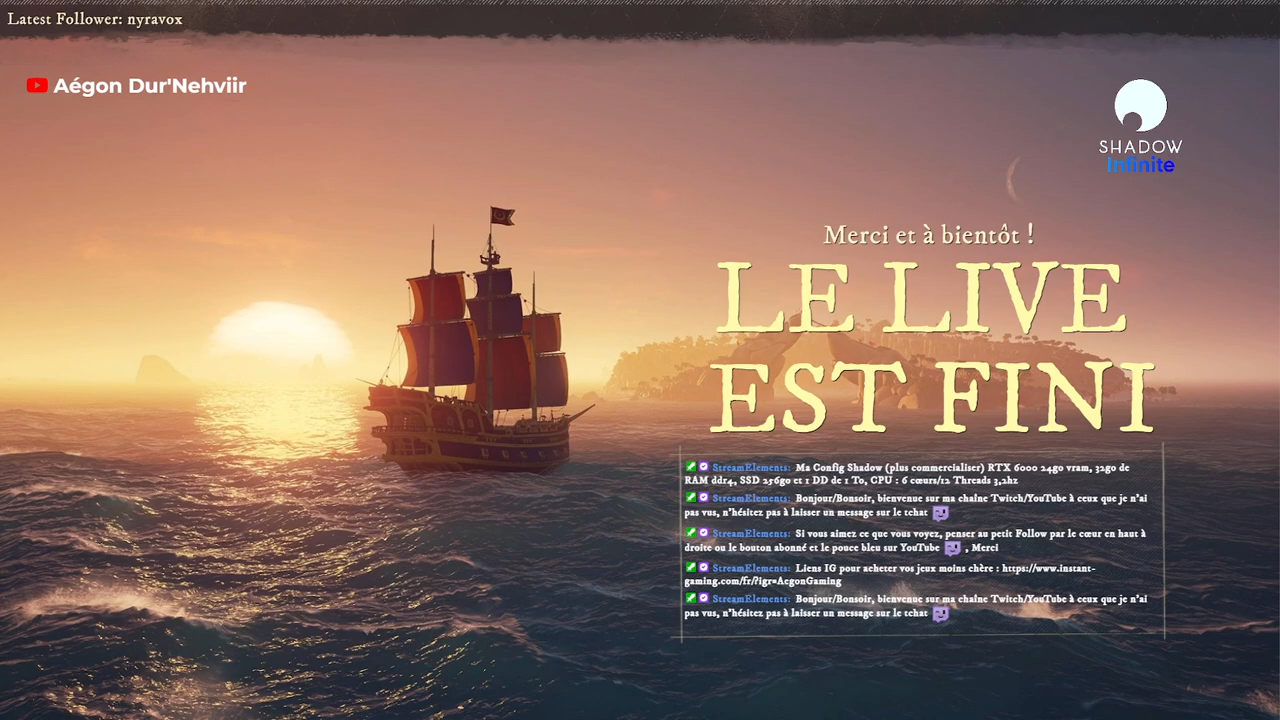 Latest Follower: nyravox
Aégon Dur'Nehviir
SHADOW
Infinite
Merci et à bientôt !
LE LIVE
EST FINI
StreamElements: Ma Config Shadow (plus commercialiser) RTX 6000 24go vram, 32go de
RAM ddr4, SSD 256go et 1 DD de 1 To, CPU : 6 cœurs/12 Threads 3,2hz
StreamElements: Bonjour/Bonsoir, bienvenue sur ma chaîne Twitch/YouTube à ceux que je n'ai
pas vus, n'hésitez pas à laisser un message sur le tchat
StreamElements: Si vous aimez ce que vous voyez, penser au petit Follow par le cœur en haut à
droite ou le bouton abonné et le pouce bleu sur YouTube , Merci
StreamElements: Liens IG pour acheter vos jeux moins chère : https://www.instant-
gaming.com/fr/?igr=AegonGaming
StreamElements: Bonjour/Bonsoir, bienvenue sur ma chaîne Twitch/YouTube à ceux que je n'ai
pas vus, n'hésitez pas à laisser un message sur le tchat